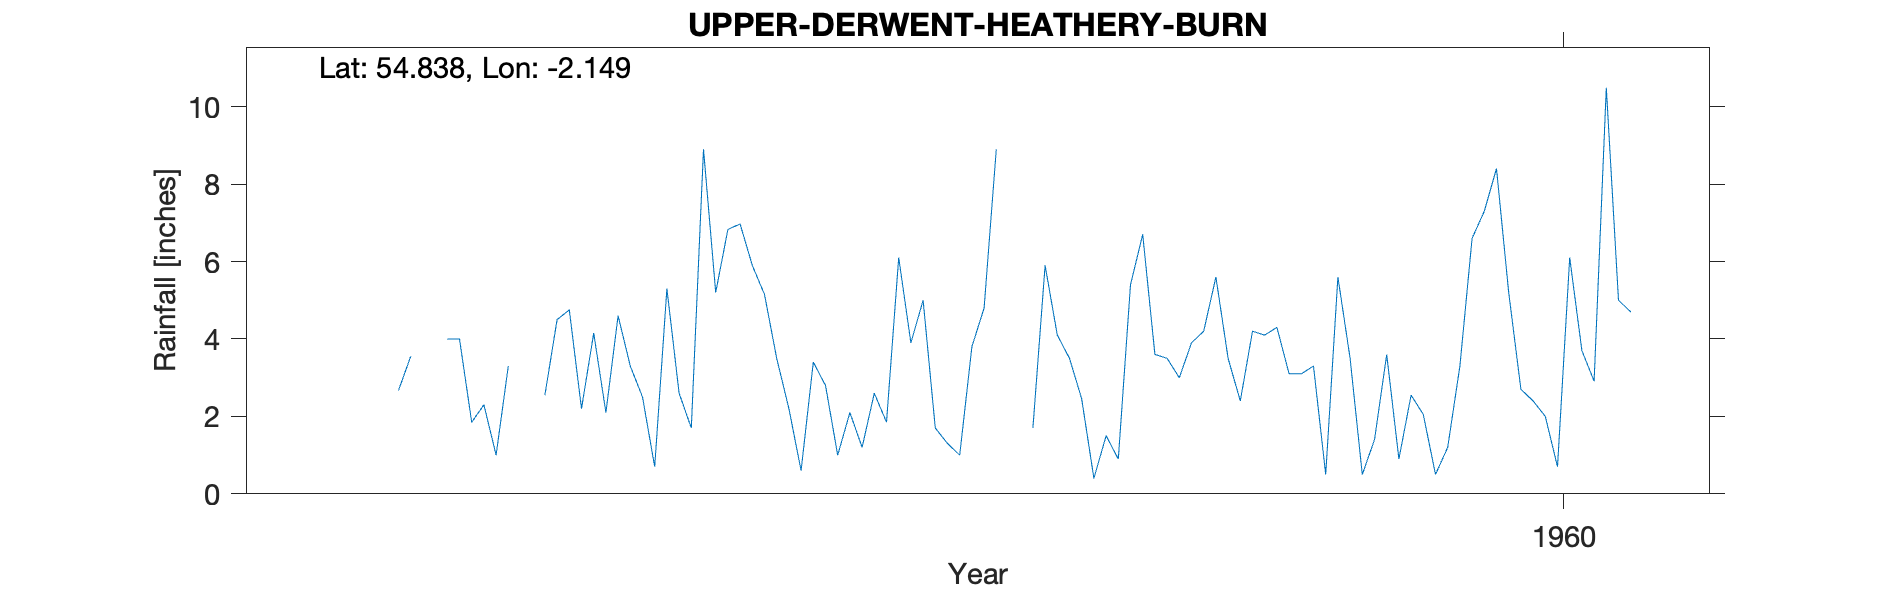 UPPER-DERWENT-HEATHERY-BURN
Lat: 54.838, Lon: -2.149
10
8
6
4
2
0
Rainfall [inches]
1960
Year